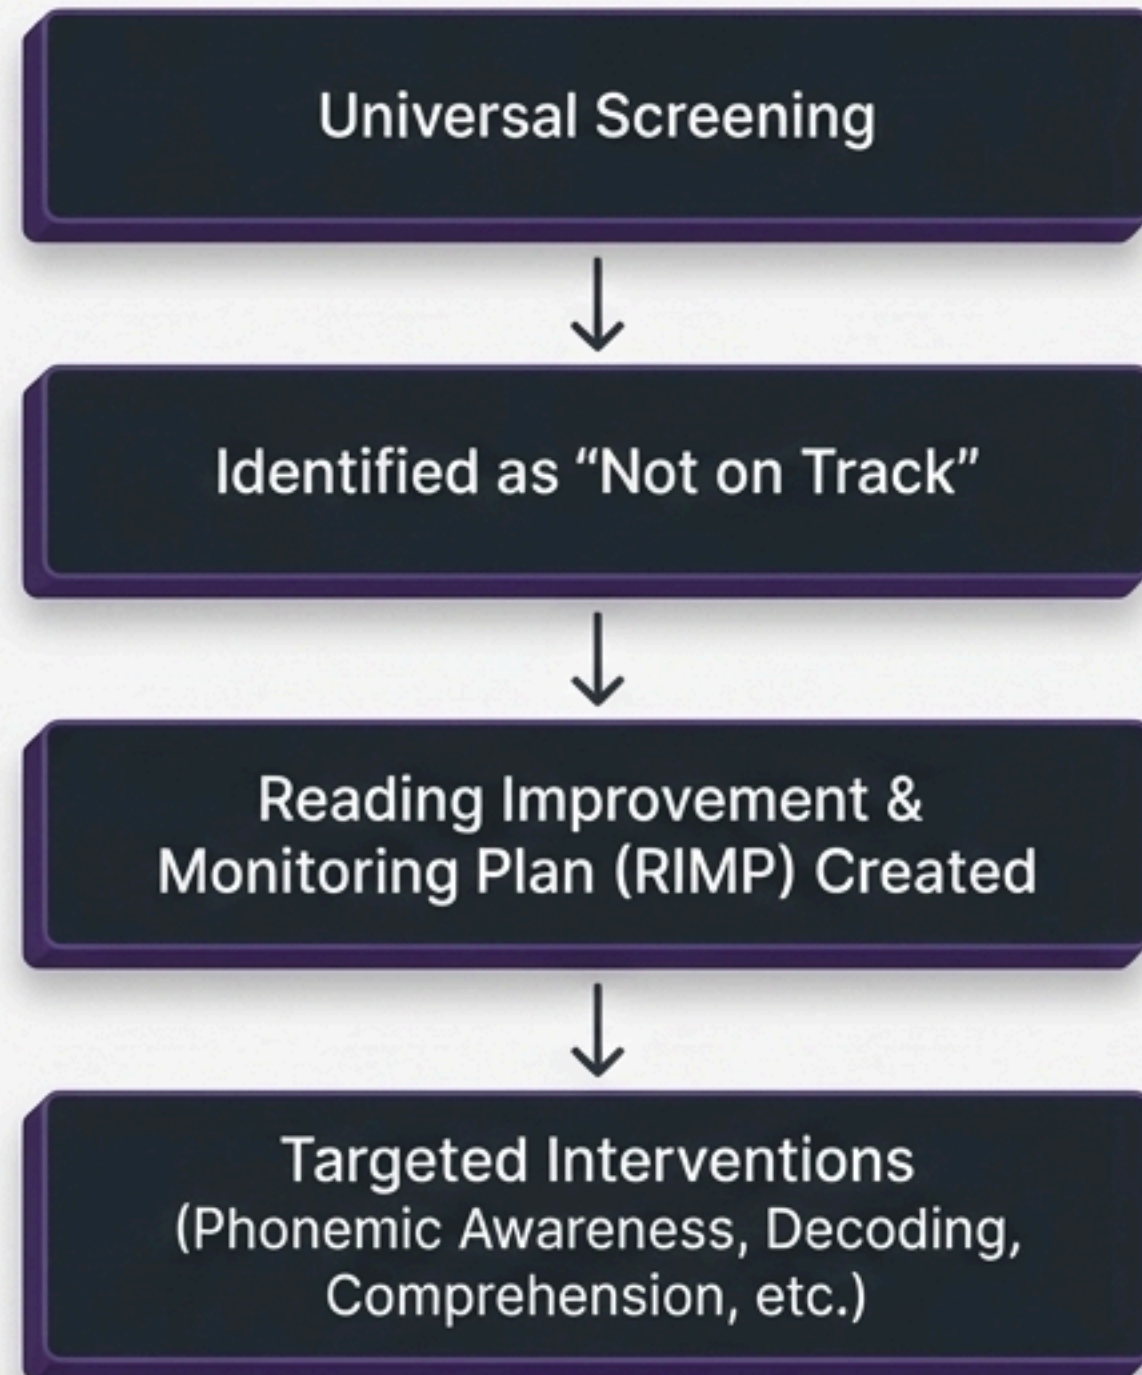 Universal Screening
Identified as “Not on Track”
Reading Improvement &
Monitoring Plan (RIMP) Created
Targeted Interventions
(Phonemic Awareness, Decoding,
Comprehension, etc.)